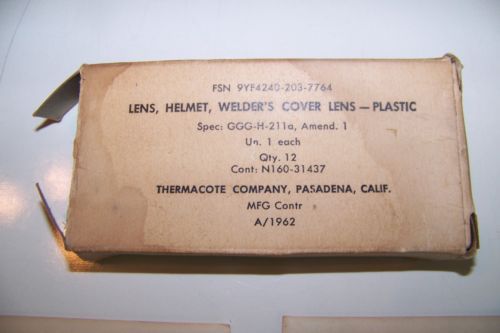 FSN 9YF4240-203-7764
LENS, HELMET, WELDER'S COVER LENS — PLASTIC
Spec: GGG-H-211a, Amend. 1
Un. 1 each
Qty. 12
Cont: N160-31437
THERMACOTE COMPANY, PASADENA, CALIF.
MFG Contr
A/1962